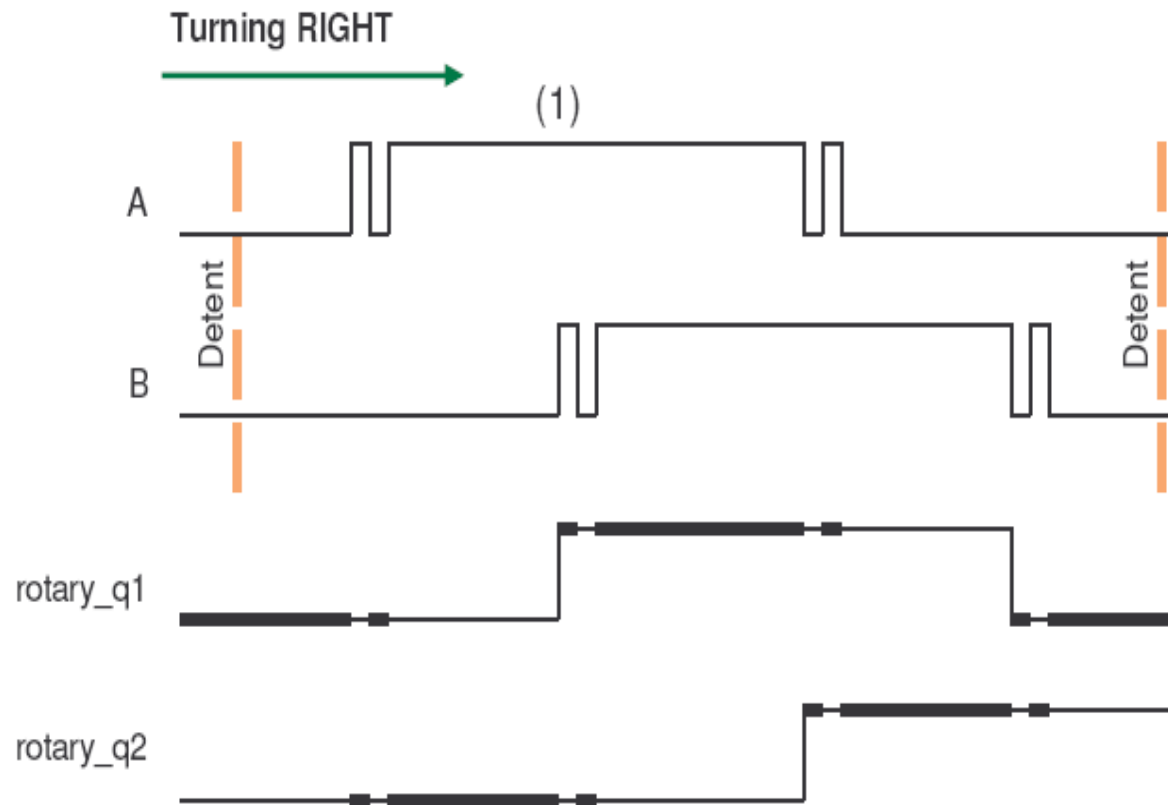 Turning RIGHT
(1)
A
Detent
Detent
B
rotary_q1
rotary_q2